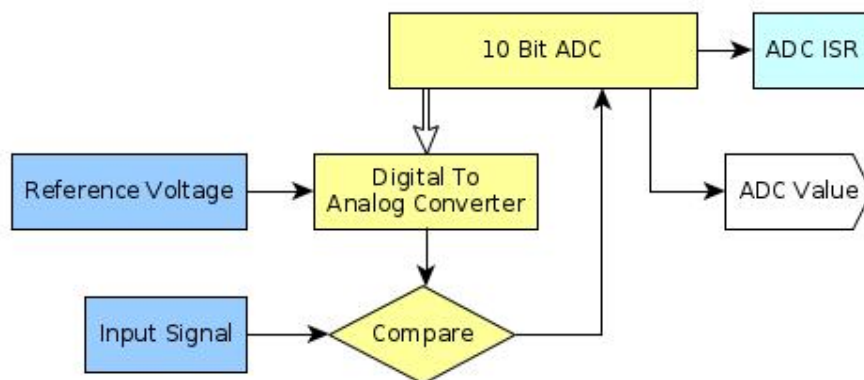 10 Bit ADC
ADC ISR
Reference Voltage
Digital To
Analog Converter
ADC Value
Input Signal
Compare